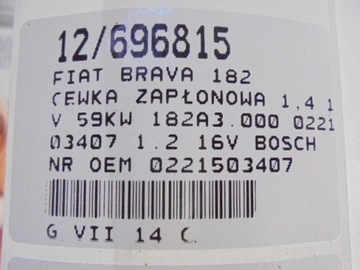 12/696815
FIAT BRAVA 182
CEWKA ZAPŁONOWA 1,4 1
V 59KW 182A3.000 0221
03407 1.2 16V BOSCH
NR OEM 0221503407
G VII 14 C